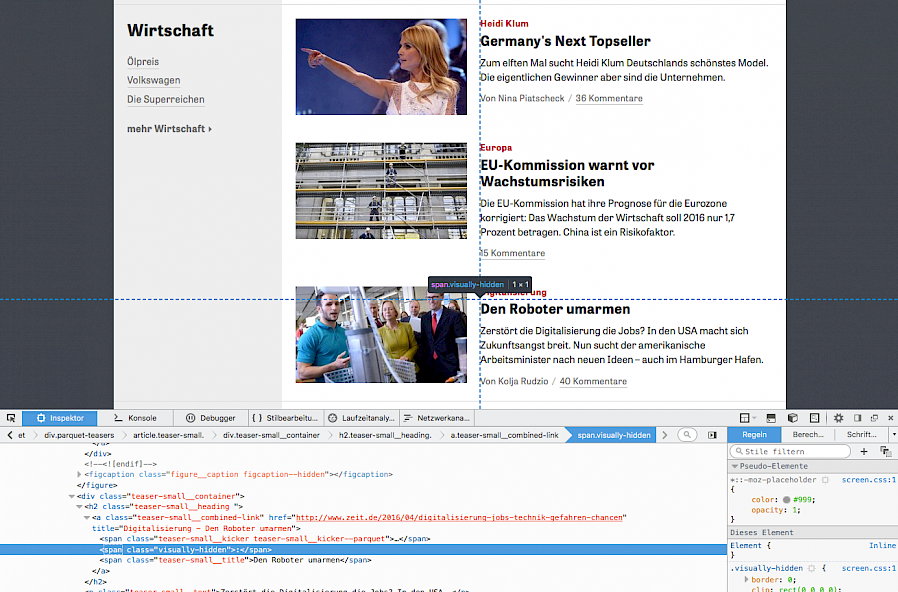 Wirtschaft
Ölpreis
Volkswagen
Die Superreichen
mehr Wirtschaft
Heidi Klum
Germany's Next Topseller
Zum elften Mal sucht Heidi Klum Deutschlands schönstes Model.
Die eigentlichen Gewinner aber sind die Unternehmen.
Von Nina Piatscheck / 36 Kommentare
Europa
EU-Kommission warnt vor
Wachstumsrisiken
Die EU-Kommission hat ihre Prognose für die Eurozone
korrigiert: Das Wachstum der Wirtschaft soll 2016 nur 1,7
Prozent betragen. China ist ein Risikofaktor.
15 Kommentare
span.visually-hidden | 1 × 1
Digitalisierung
Den Roboter umarmen
Zerstört die Digitalisierung die Jobs? In den USA macht sich
Zukunftsangst breit. Nun sucht der amerikanische
Arbeitsminister nach neuen Ideen – auch im Hamburger Hafen.
Von Kolja Rudzio / 40 Kommentare
Inspektor Konsole Debugger { } Stilbearbeitu... Laufzeitanaly... Netzwerkana...
et div.parquet-teasers article.teaser-small. div.teaser-small__container h2.teaser-small__heading. a.teaser-small__combined-link span.visually-hidden
</div>
<!--<![endif]-->
<figcaption class="figure__caption figcaption--hidden"></figcaption>
</figure>
<div class="teaser-small__container">
<h2 class="teaser-small__heading ">
<a class="teaser-small__combined-link" href="http://www.zeit.de/2016/04/digitalisierung-jobs-technik-gefahren-chancen"
title="Digitalisierung - Den Roboter umarmen">
<span class="teaser-small__kicker teaser-small__kicker--parquet">…</span>
<span class="visually-hidden">:</span>
<span class="teaser-small__title">Den Roboter umarmen</span>
</a>
</h2>
Regeln Berech... Schrift...
Stile filtern +
Pseudo-Elemente
*::-moz-placeholder screen.css:1
{
color: #999;
opacity: 1;
}
Dieses Element
Element { Inline
}
.visually-hidden { screen.css:1
border: 0;
clip: rect(0 0 0 0);